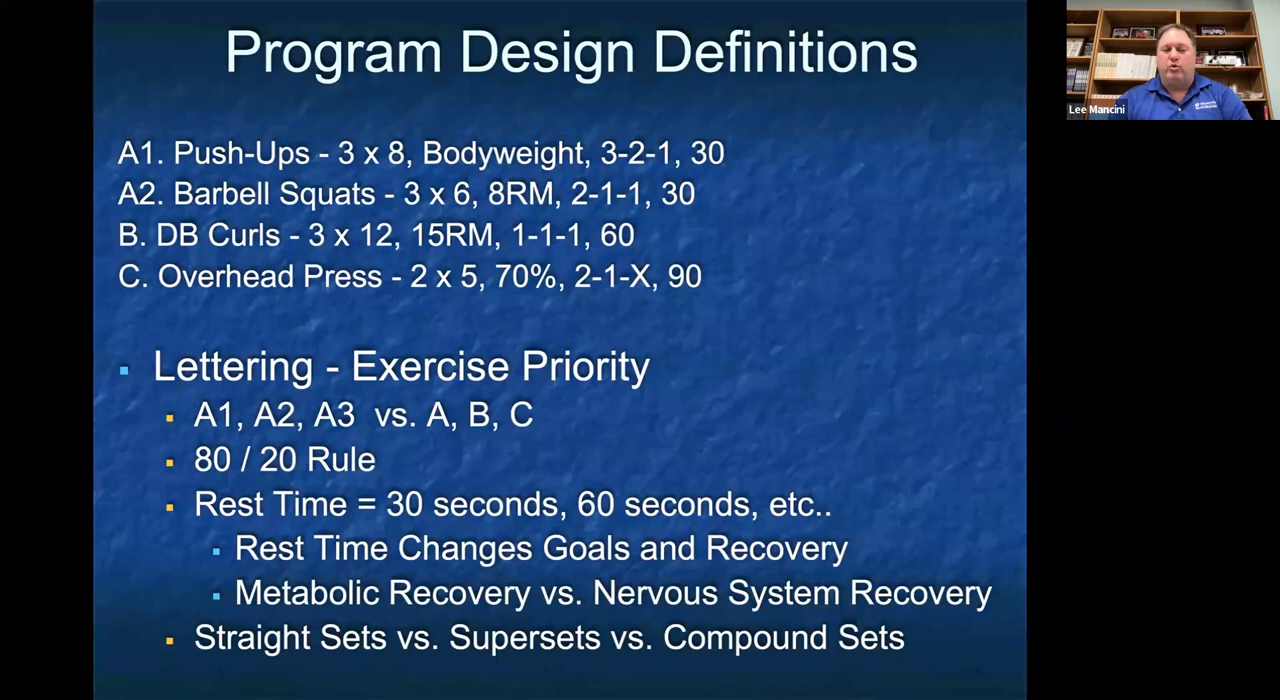 Program Design Definitions
A1. Push-Ups - 3 x 8, Bodyweight, 3-2-1, 30
A2. Barbell Squats - 3 x 6, 8RM, 2-1-1, 30
B. DB Curls - 3 x 12, 15RM, 1-1-1, 60
C. Overhead Press - 2 x 5, 70%, 2-1-X, 90
Lettering - Exercise Priority
A1, A2, A3 vs. A, B, C
80 / 20 Rule
Rest Time = 30 seconds, 60 seconds, etc..
Rest Time Changes Goals and Recovery
Metabolic Recovery vs. Nervous System Recovery
Straight Sets vs. Supersets vs. Compound Sets
Lee Mancini